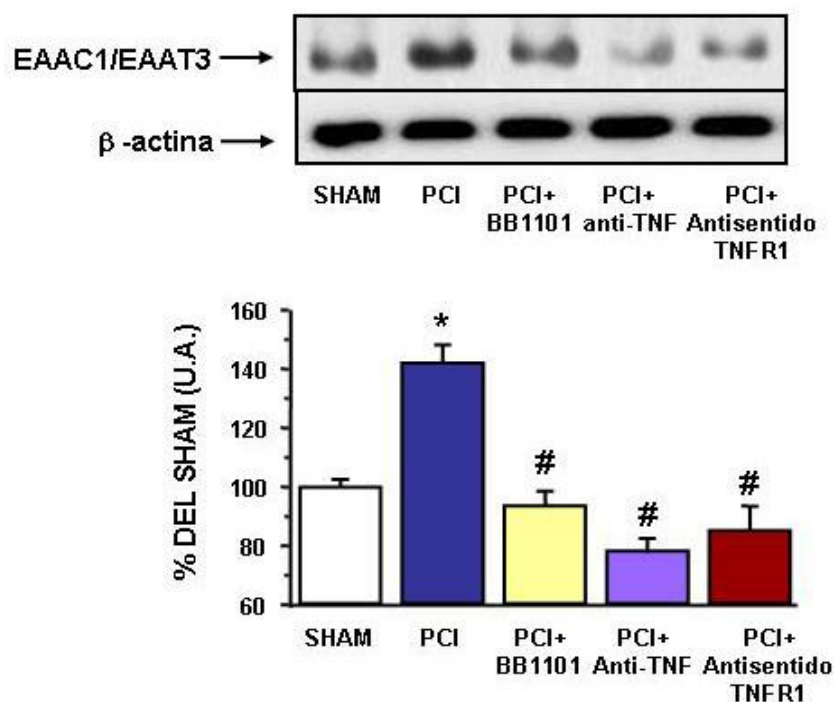 EAAC1/EAAT3
β -actina
SHAM PCI PCI+ PCI+ PCI+
BB1101 anti-TNF Antisentido
TNFR1
% DEL SHAM (U.A.)
160
140
120
100
80
60
*
#
#
#
SHAM PCI PCI+ PCI+ PCI+
BB1101 Anti-TNF Antisentido
TNFR1